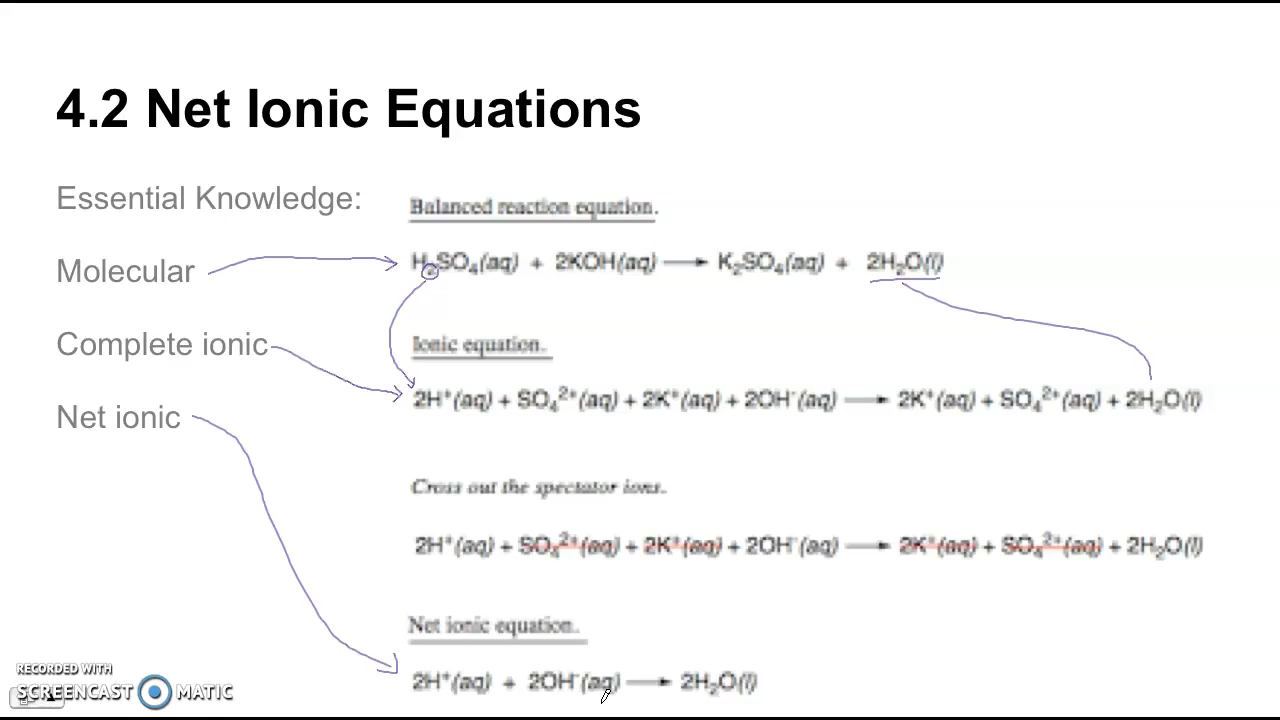 4.2 Net Ionic Equations
Essential Knowledge:
Molecular
Complete ionic
Net ionic
Balanced reaction equation.
H₂SO₄(aq) + 2KOH(aq) ⟶ K₂SO₄(aq) + 2H₂O(l)
Ionic equation.
2H⁺(aq) + SO₄²⁺(aq) + 2K⁺(aq) + 2OH⁻(aq) ⟶ 2K⁺(aq) + SO₄²⁺(aq) + 2H₂O(l)
Cross out the spectator ions.
2H⁺(aq) + SO₄²⁺(aq) + 2K⁺(aq) + 2OH⁻(aq) ⟶ 2K⁺(aq) + SO₄²⁺(aq) + 2H₂O(l)
Net ionic equation.
2H⁺(aq) + 2OH⁻(aq) ⟶ 2H₂O(l)
RECORDED WITH
SCREENCAST MATIC